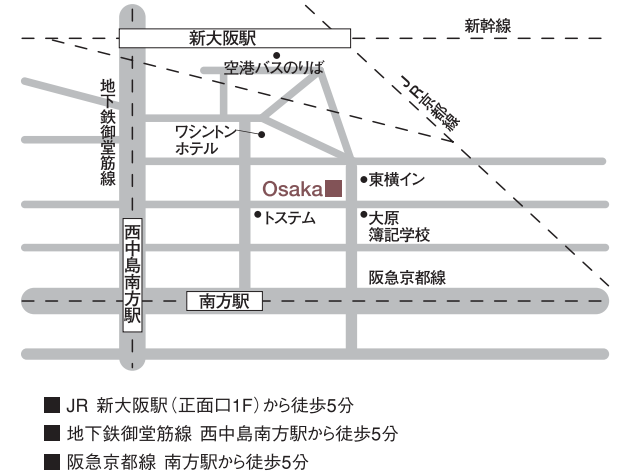 新幹線
新大阪駅
空港バスのりば
JR京都線
地下鉄御堂筋線
ワシントン
ホテル
東横イン
Osaka
トステム
大原
簿記学校
西中島南方駅
阪急京都線
南方駅
■ JR 新大阪駅（正面口1F）から徒歩5分
■ 地下鉄御堂筋線 西中島南方駅から徒歩5分
■ 阪急京都線 南方駅から徒歩5分